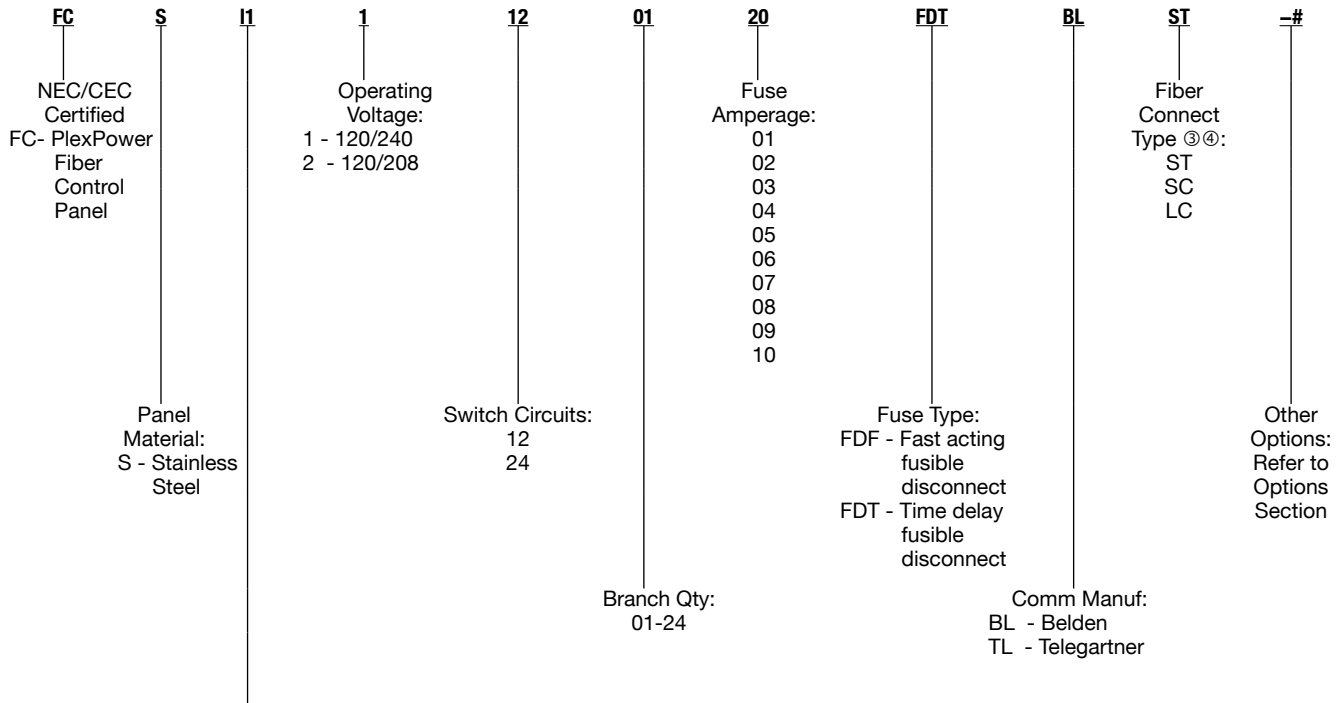 FC S I1 1 12 01 20 FDT BL ST –#
NEC/CEC
Certified
FC- PlexPower
Fiber
Control
Panel
Operating
Voltage:
1 - 120/240
2 - 120/208
Fuse
Amperage:
01
02
03
04
05
06
07
08
09
10
Fiber
Connect
Type ③④:
ST
SC
LC
Panel
Material:
S - Stainless
Steel
Switch Circuits:
12
24
Fuse Type:
FDF - Fast acting
fusible
disconnect
FDT - Time delay
fusible
disconnect
Other
Options:
Refer to
Options
Section
Branch Qty:
01-24
Comm Manuf:
BL - Belden
TL - Telegartner